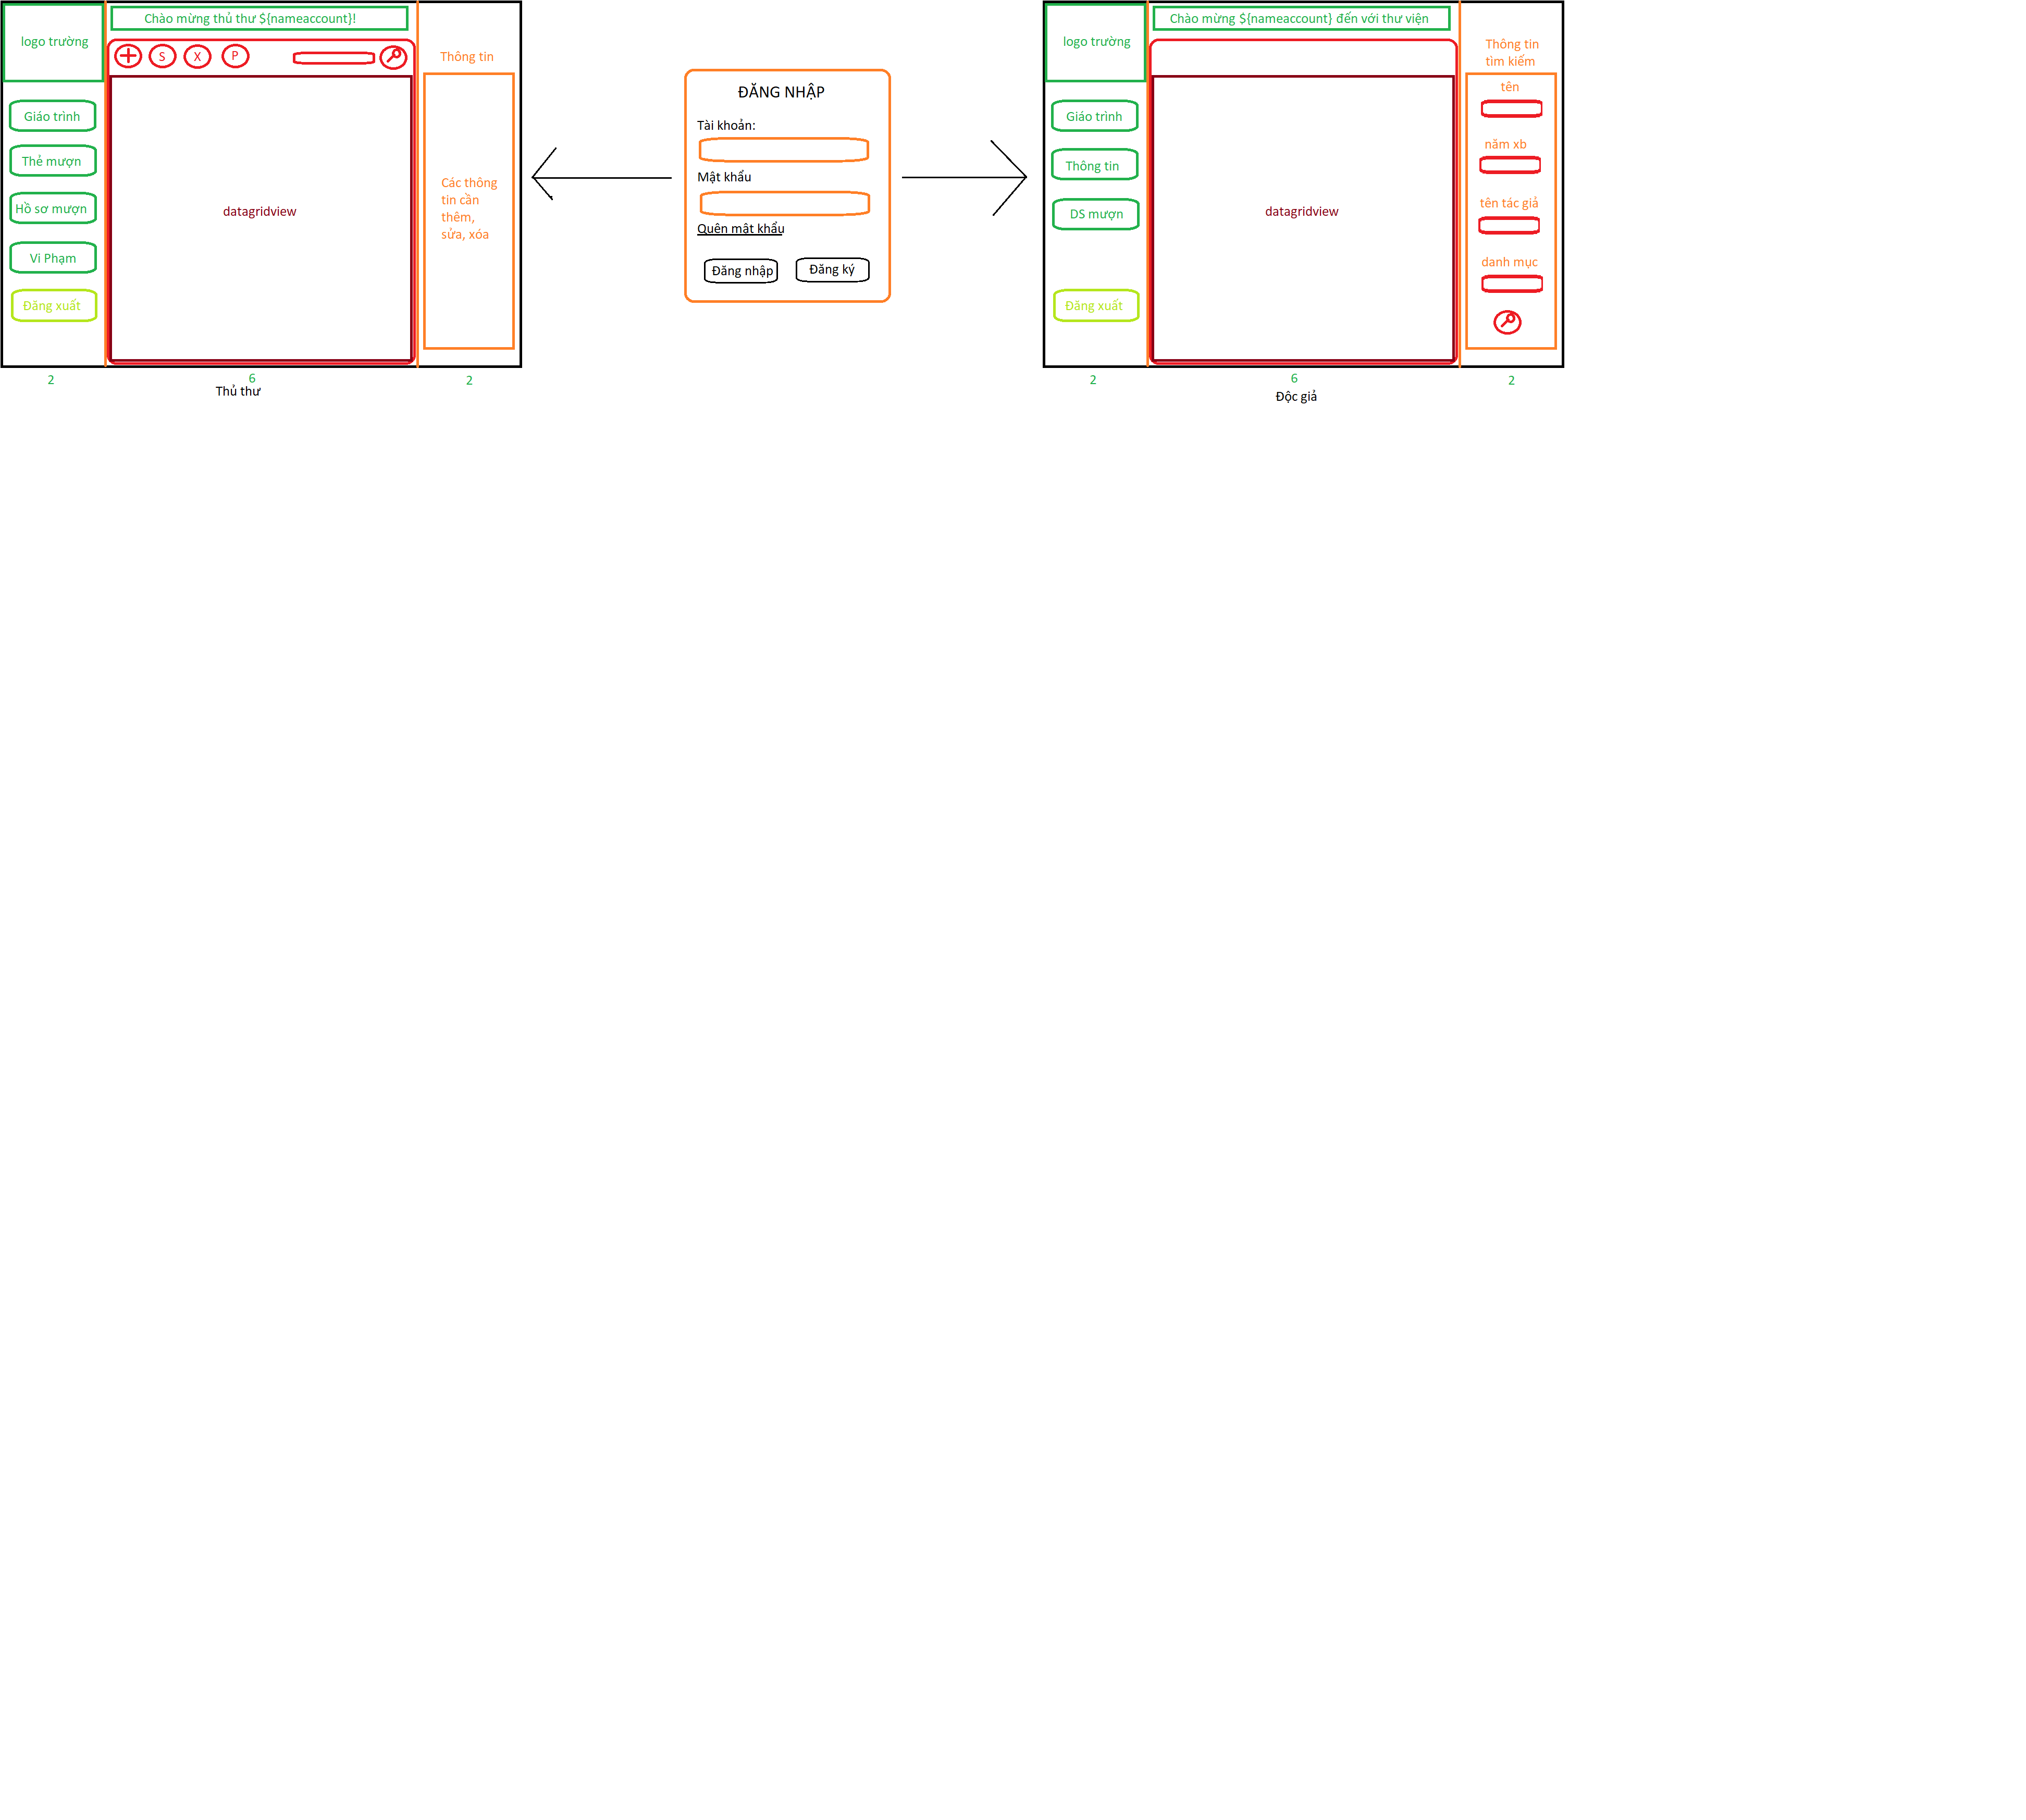 logo trường
Chào mừng thủ thư ${nameaccount}!
S
X
P
Thông tin
Giáo trình
Thẻ mượn
Hồ sơ mượn
Vi Phạm
Đăng xuất
datagridview
Các thông
tin cần
thêm,
sửa, xóa
2
6
2
Thủ thư
ĐĂNG NHẬP
Tài khoản:
Mật khẩu
Quên mật khẩu
Đăng nhập
Đăng ký
logo trường
Chào mừng ${nameaccount} đến với thư viện
Giáo trình
Thông tin
DS mượn
Đăng xuất
datagridview
Thông tin
tìm kiếm
tên
năm xb
tên tác giả
danh mục
2
6
2
Độc giả